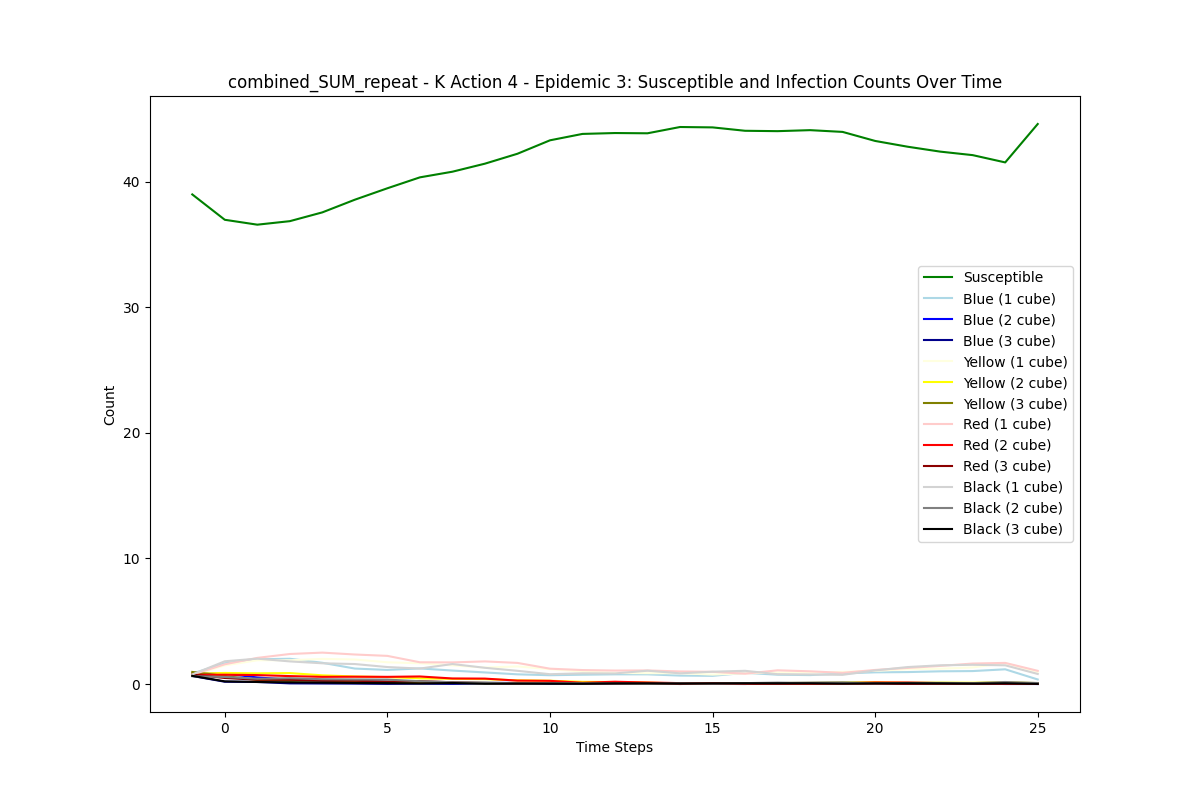 combined_SUM_repeat - K Action 4 - Epidemic 3: Susceptible and Infection Counts Over Time
Count
40
30
20
10
0
Susceptible
Blue (1 cube)
Blue (2 cube)
Blue (3 cube)
Yellow (1 cube)
Yellow (2 cube)
Yellow (3 cube)
Red (1 cube)
Red (2 cube)
Red (3 cube)
Black (1 cube)
Black (2 cube)
Black (3 cube)
0 5 10 15 20 25
Time Steps